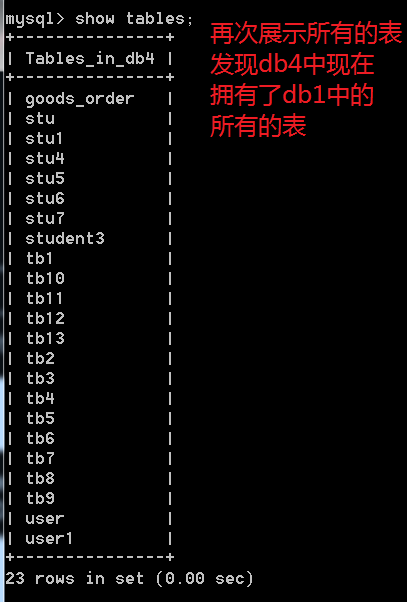 mysql> show tables;
再次展示所有的表
发现db4中现在
拥有了db1中的
所有的表
+---------------+
| Tables_in_db4 |
+---------------+
| goods_order   |
| stu           |
| stu1          |
| stu4          |
| stu5          |
| stu6          |
| stu7          |
| student3      |
| tb1           |
| tb10          |
| tb11          |
| tb12          |
| tb13          |
| tb2           |
| tb3           |
| tb4           |
| tb5           |
| tb6           |
| tb7           |
| tb8           |
| tb9           |
| user          |
| user1         |
+---------------+
23 rows in set (0.00 sec)